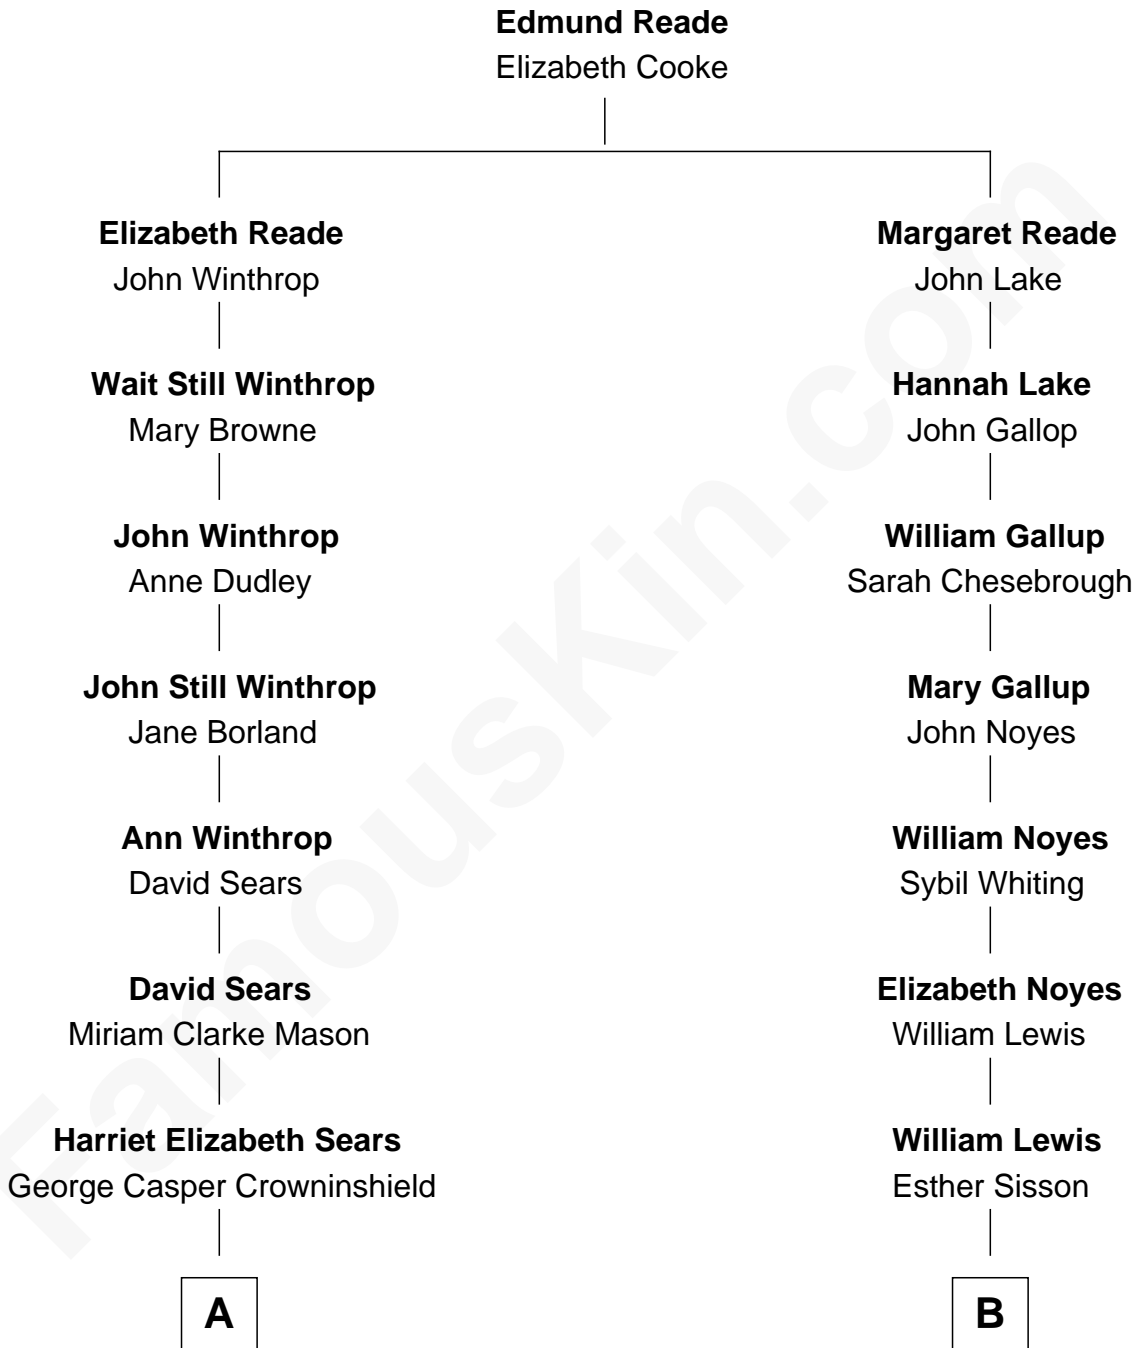 Edmund Reade
Elizabeth Cooke
Elizabeth Reade
John Winthrop
Margaret Reade
John Lake
Wait Still Winthrop
Mary Browne
Hannah Lake
John Gallop
John Winthrop
Anne Dudley
William Gallup
Sarah Chesebrough
John Still Winthrop
Jane Borland
Mary Gallup
John Noyes
Ann Winthrop
David Sears
William Noyes
Sybil Whiting
David Sears
Miriam Clarke Mason
Elizabeth Noyes
William Lewis
Harriet Elizabeth Sears
George Casper Crowninshield
William Lewis
Esther Sisson
A
B
FamousKin.com